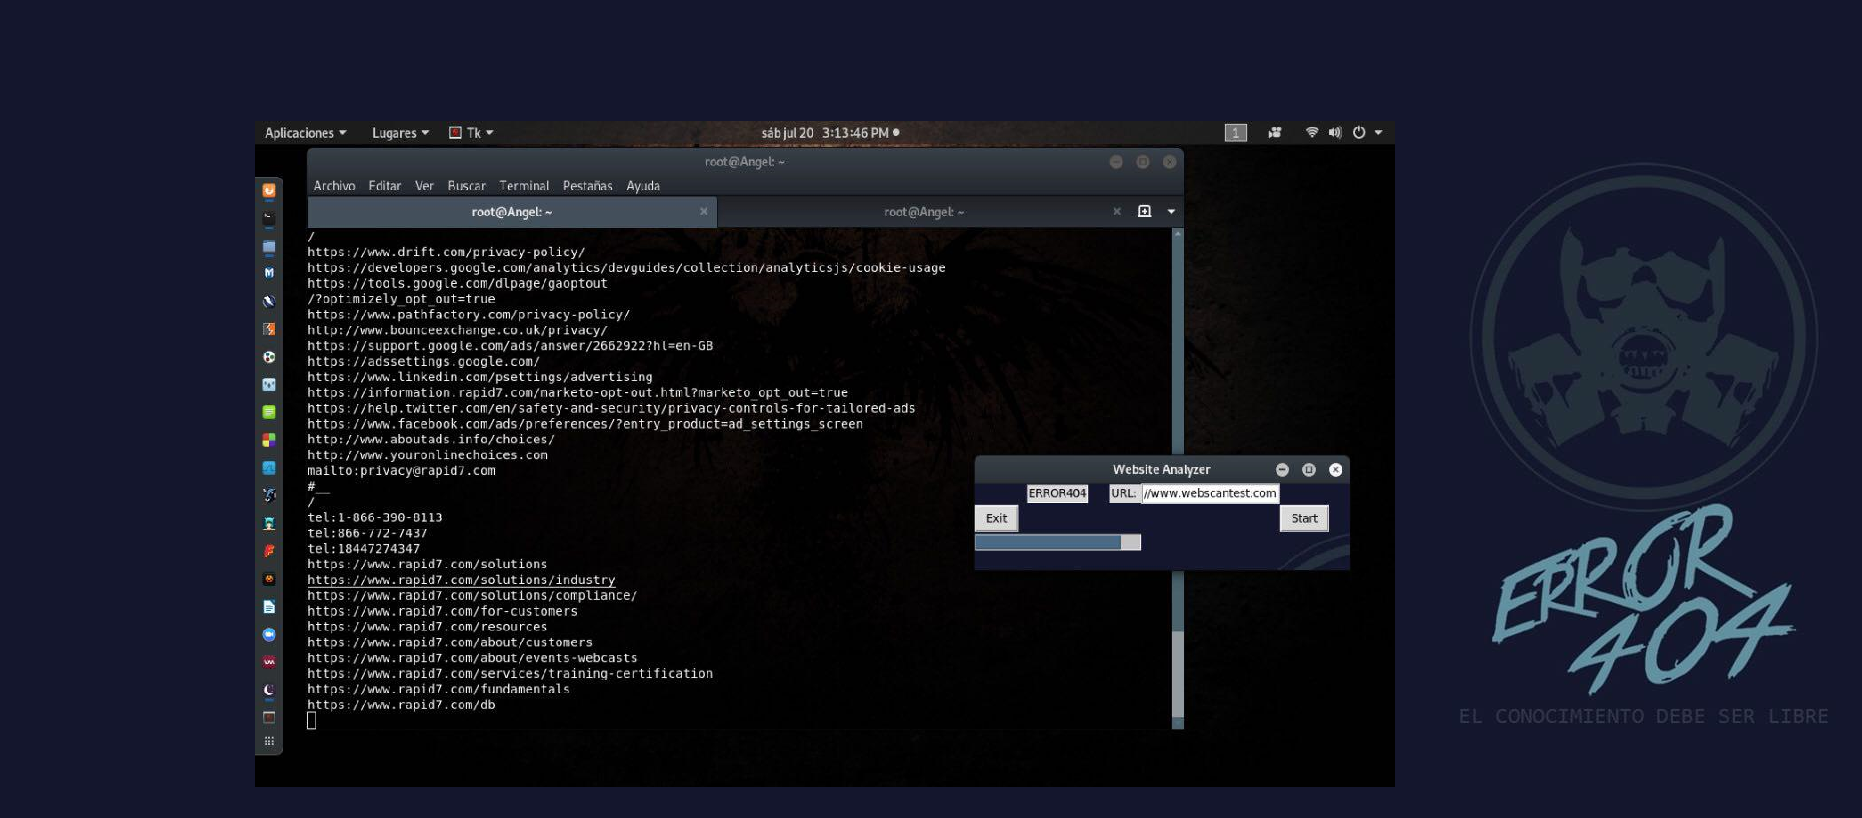 Aplicaciones Lugares Tk sáb jul 20 3:13:46 PM 1
root@Angel: ~
Archivo Editar Ver Buscar Terminal Pestañas Ayuda
root@Angel: ~ root@Angel: ~
/
https://www.drift.com/privacy-policy/
https://developers.google.com/analytics/devguides/collection/analyticsjs/cookie-usage
https://tools.google.com/dlpage/gaoptout
/?optimizely_opt_out=true
https://www.pathfactory.com/privacy-policy/
http://www.bounceexchange.co.uk/privacy/
https://support.google.com/ads/answer/2662922?hl=en-GB
https://adssettings.google.com/
https://www.linkedin.com/psettings/advertising
https://information.rapid7.com/marketo-opt-out.html?marketo_opt_out=true
https://help.twitter.com/en/safety-and-security/privacy-controls-for-tailored-ads
https://www.facebook.com/ads/preferences/?entry_product=ad_settings_screen
http://www.aboutads.info/choices/
http://www.youronlinechoices.com
mailto:privacy@rapid7.com
#__
/
tel:1-866-390-8113
tel:866-772-7437
tel:18447274347
https://www.rapid7.com/solutions
https://www.rapid7.com/solutions/industry
https://www.rapid7.com/solutions/compliance/
https://www.rapid7.com/for-customers
https://www.rapid7.com/resources
https://www.rapid7.com/about/customers
https://www.rapid7.com/about/events-webcasts
https://www.rapid7.com/services/training-certification
https://www.rapid7.com/fundamentals
https://www.rapid7.com/db
Website Analyzer
ERROR404 URL: //www.webscantest.com
Exit Start
ERROR
404
EL CONOCIMIENTO DEBE SER LIBRE